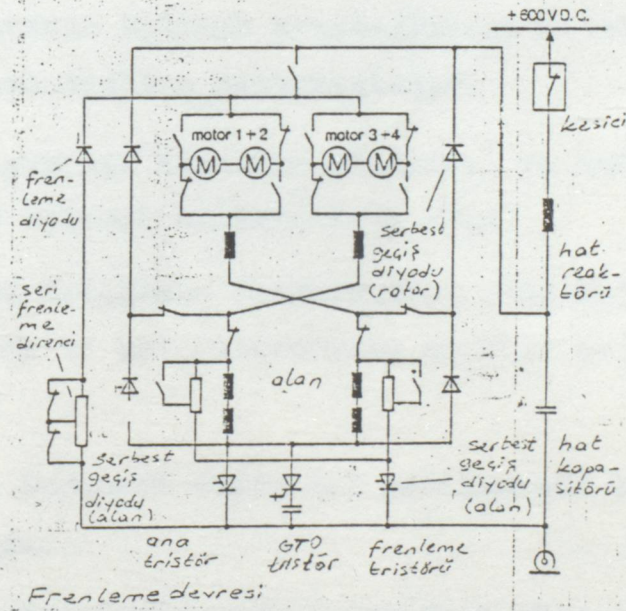 +600V D.C.
kesici
motor 1+2
motor 3+4
M
M
M
M
fren-
leme
diyodu
serbest
geçiş
diyodu
(rotor)
hat
reak-
törü
seri
frenle-
me
direnci
alan
serbest
geçiş
diyodu
(alan)
serbest
geçiş
diyodu
(alan)
hat
kapa-
sitörü
ana
tristör
GTO
tristör
frenleme
tristörü
Frenleme devresi